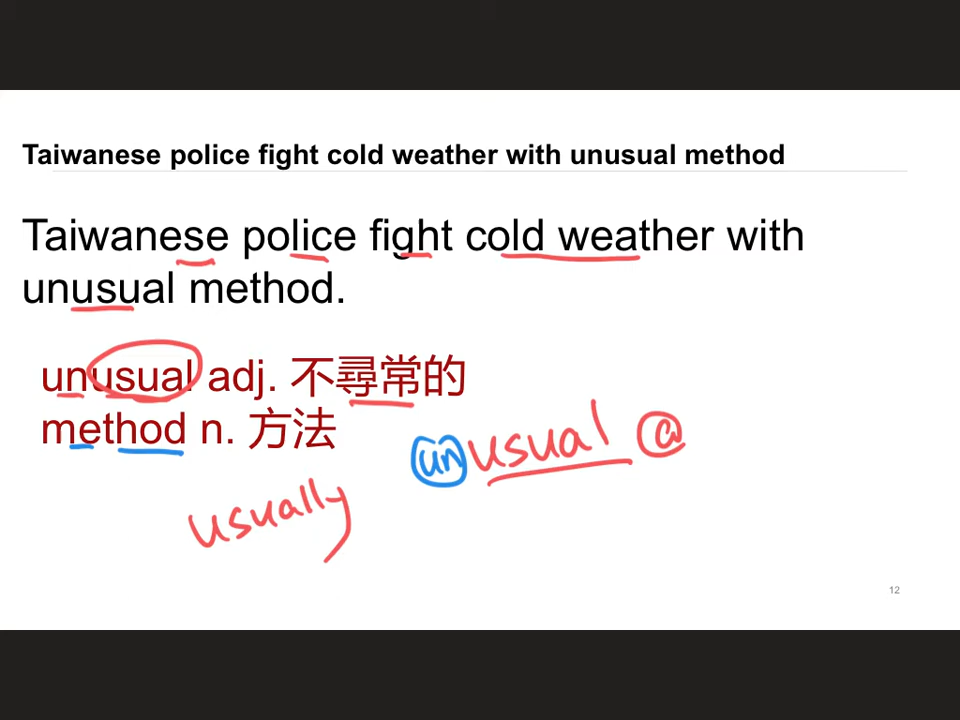 Taiwanese police fight cold weather with unusual method
Taiwanese police fight cold weather with
unusual method.
unusual adj. 不尋常的
method n. 方法
unusual @
usually
12